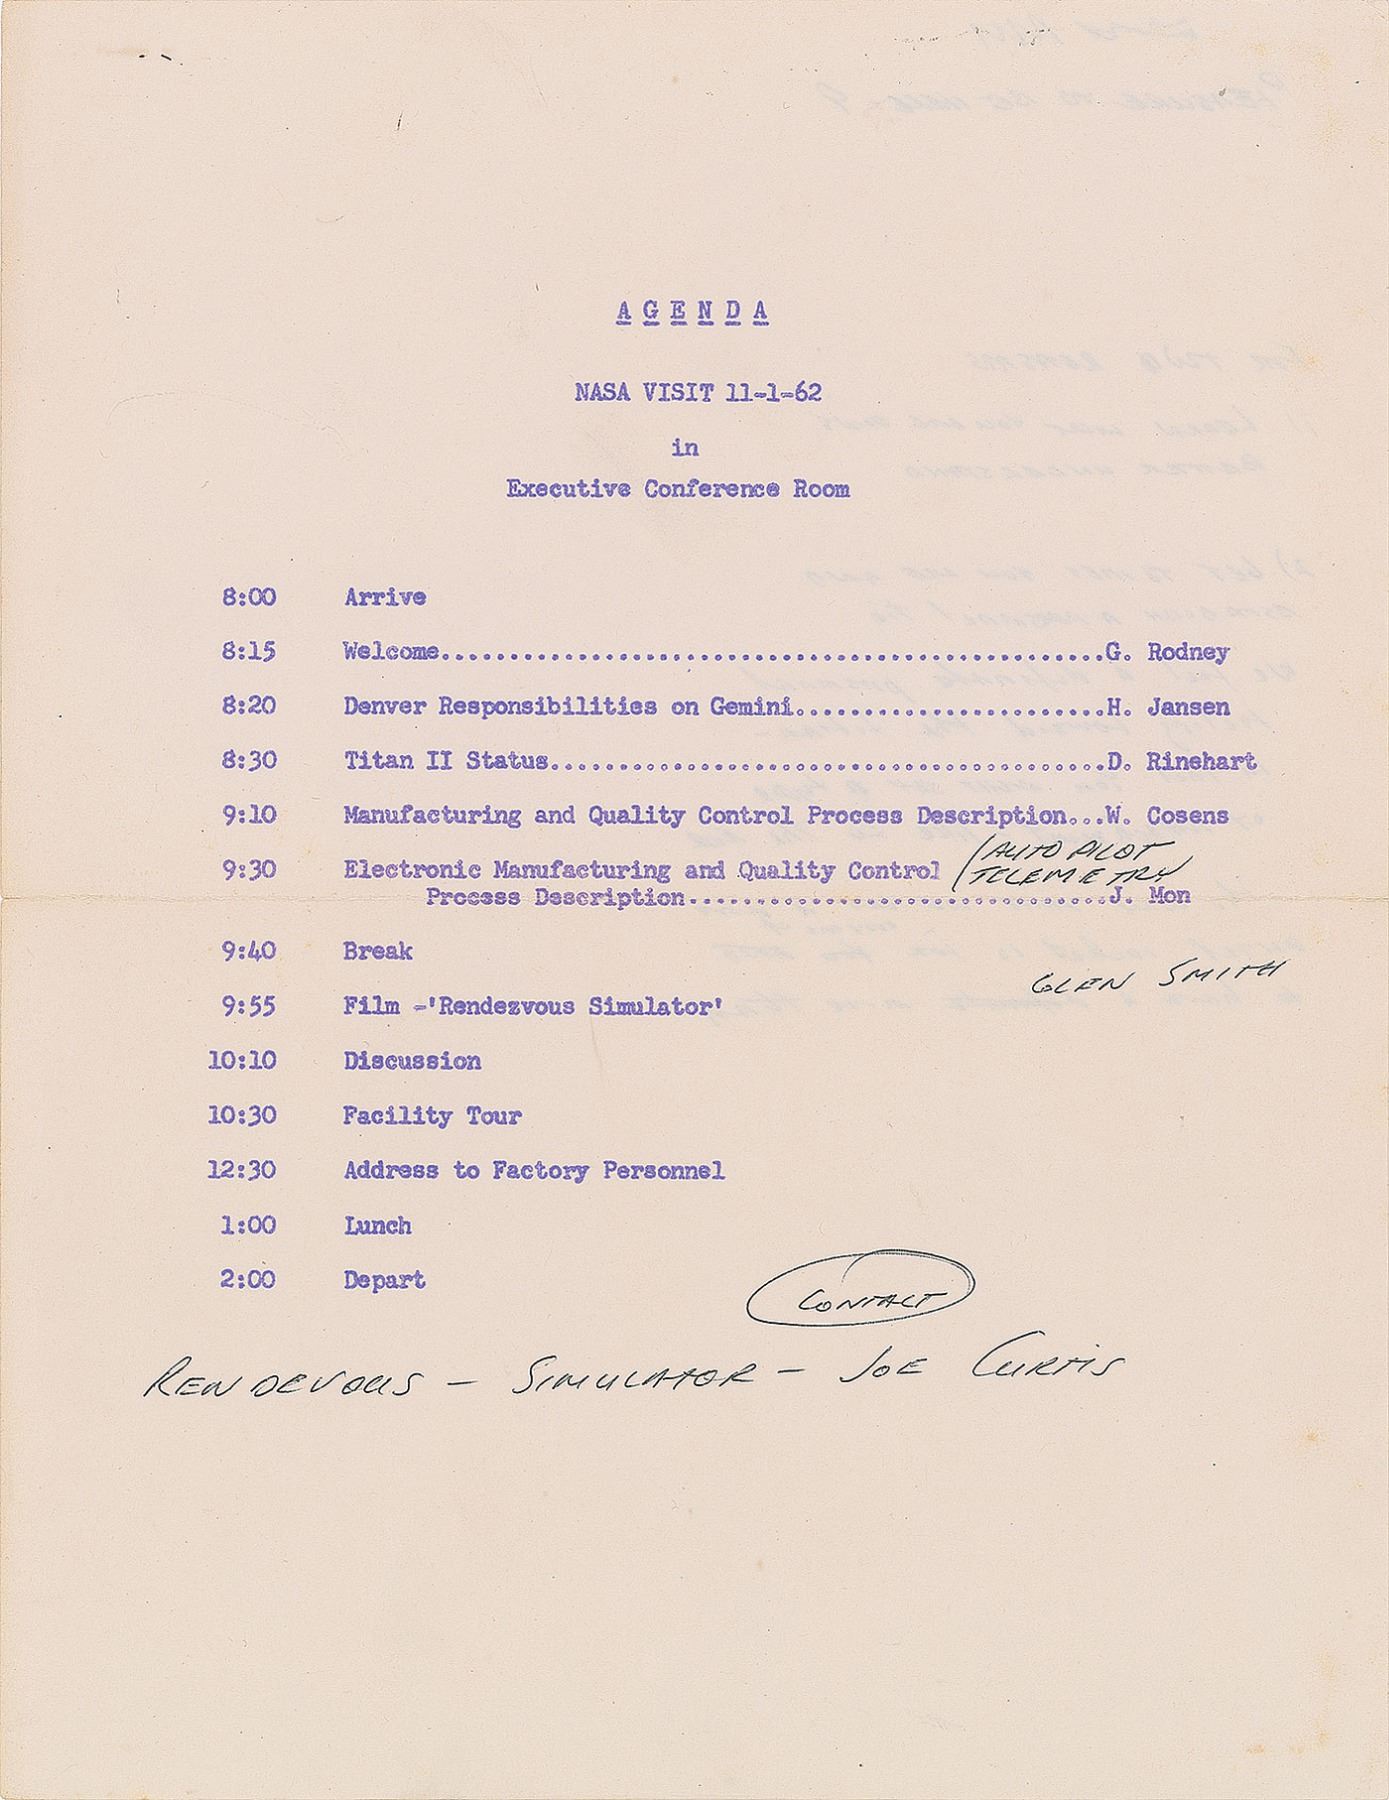 AGENDA
NASA VISIT 11-1-62
in
Executive Conference Room
8:00 Arrive
8:15 Welcome................................................G. Rodney
8:20 Denver Responsibilities on Gemini.......................H. Jansen
8:30 Titan II Status........................................D. Rinehart
9:10 Manufacturing and Quality Control Process Description...W. Cosens
9:30 Electronic Manufacturing and Quality Control (AUTO PILOT
TELEMETRY
Process Description...............................J. Mon
9:40 Break
GLEN SMITH
9:55 Film -'Rendezvous Simulator'
10:10 Discussion
10:30 Facility Tour
12:30 Address to Factory Personnel
1:00 Lunch
2:00 Depart
CONTACT
RENDEVOUS - SIMULATOR - JOE CURTIS